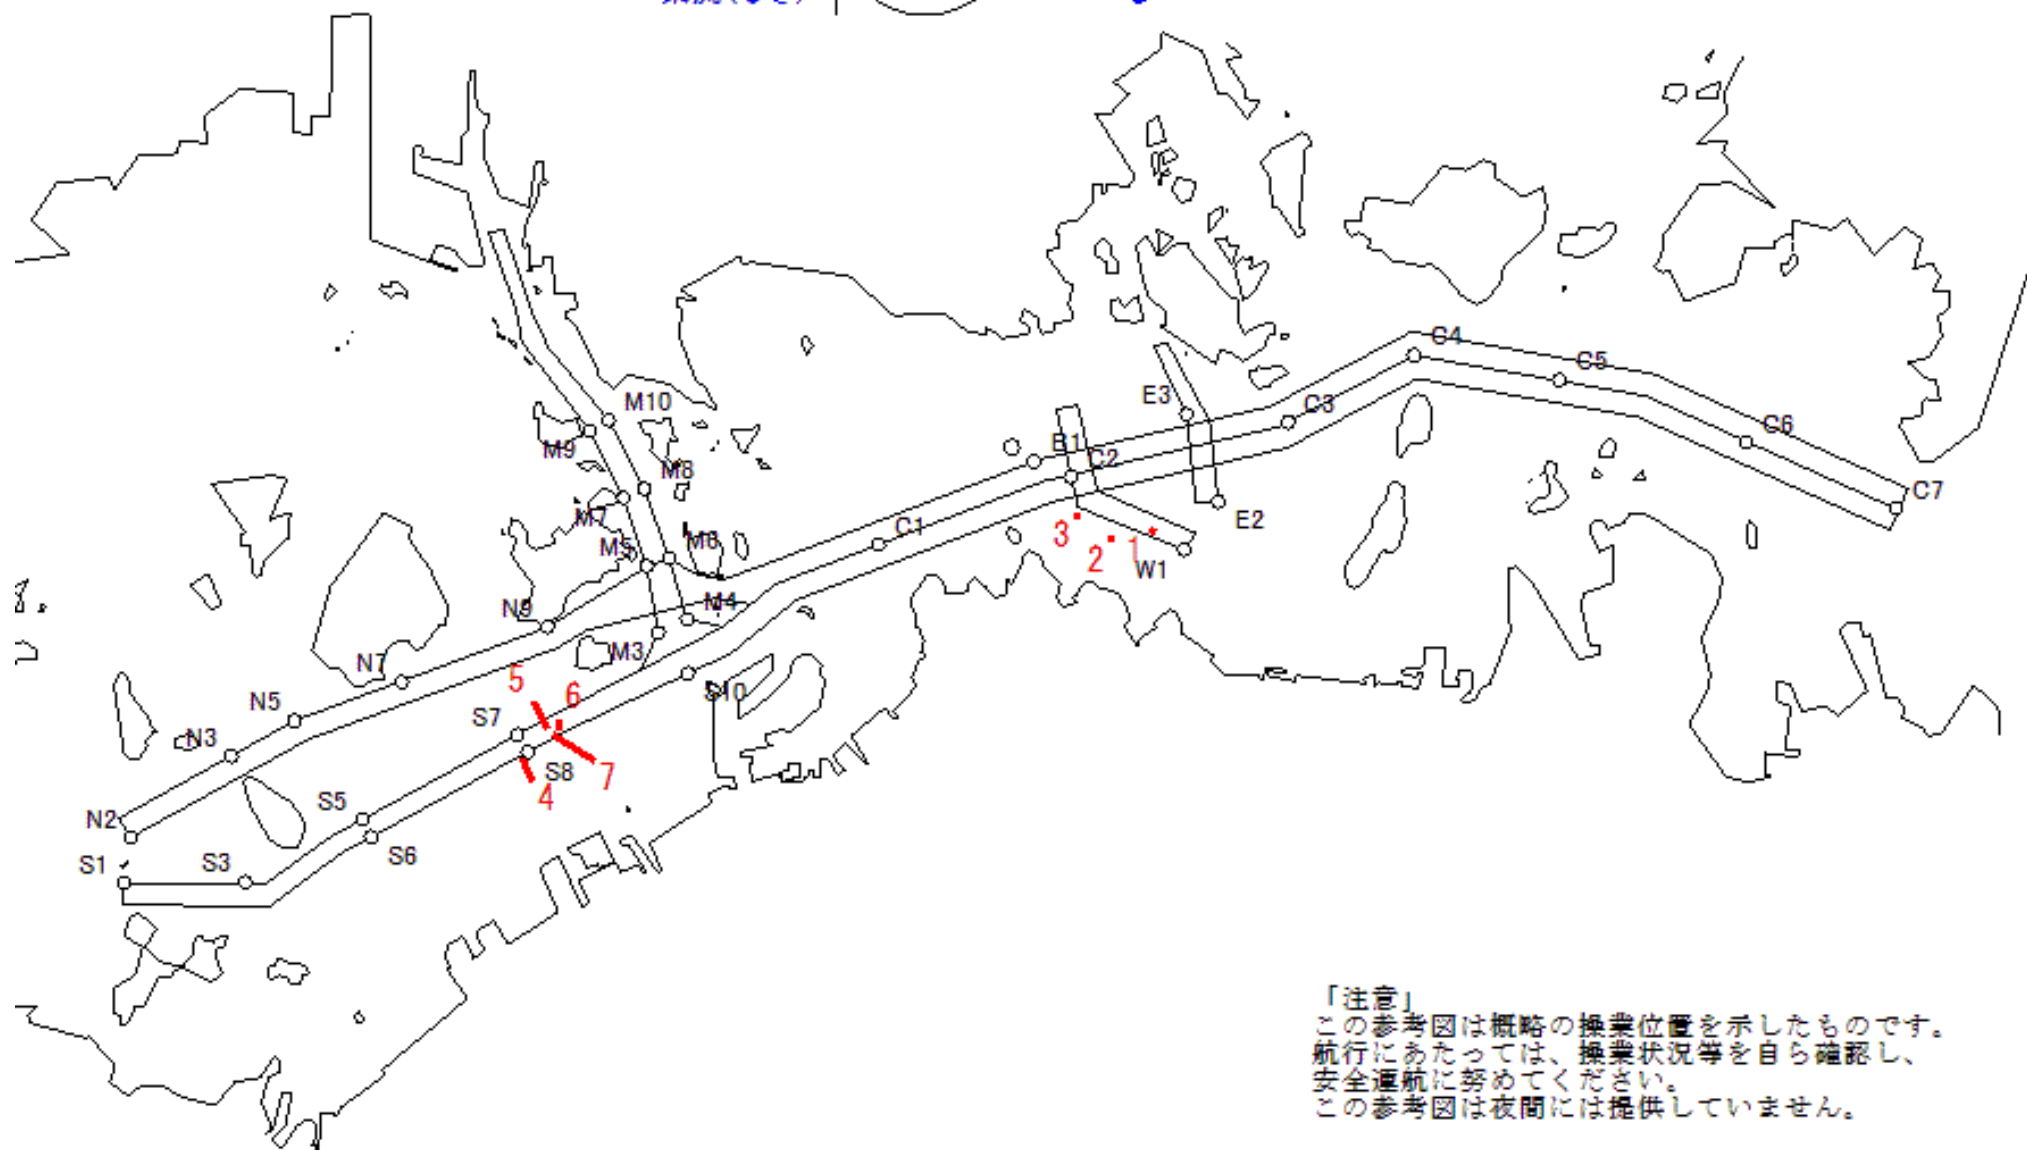 C4
C5
M10
E3
C3
C6
B1
M9
C2
M8
C7
M7
E2
C1
3
M6
M5
2
1
W1
N9
M4
M3
N7
5
6
S10
N5
S7
N3
S8
7
4
S5
N2
S6
S3
S1
「注意」
この参考図は概略の操業位置を示したものです。
航行にあたっては、操業状況等を自ら確認し、
安全運航に努めてください。
この参考図は夜間には提供していません。